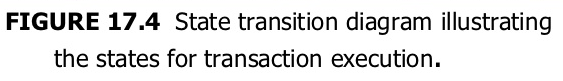 FIGURE 17.4 State transition diagram illustrating
the states for transaction execution.